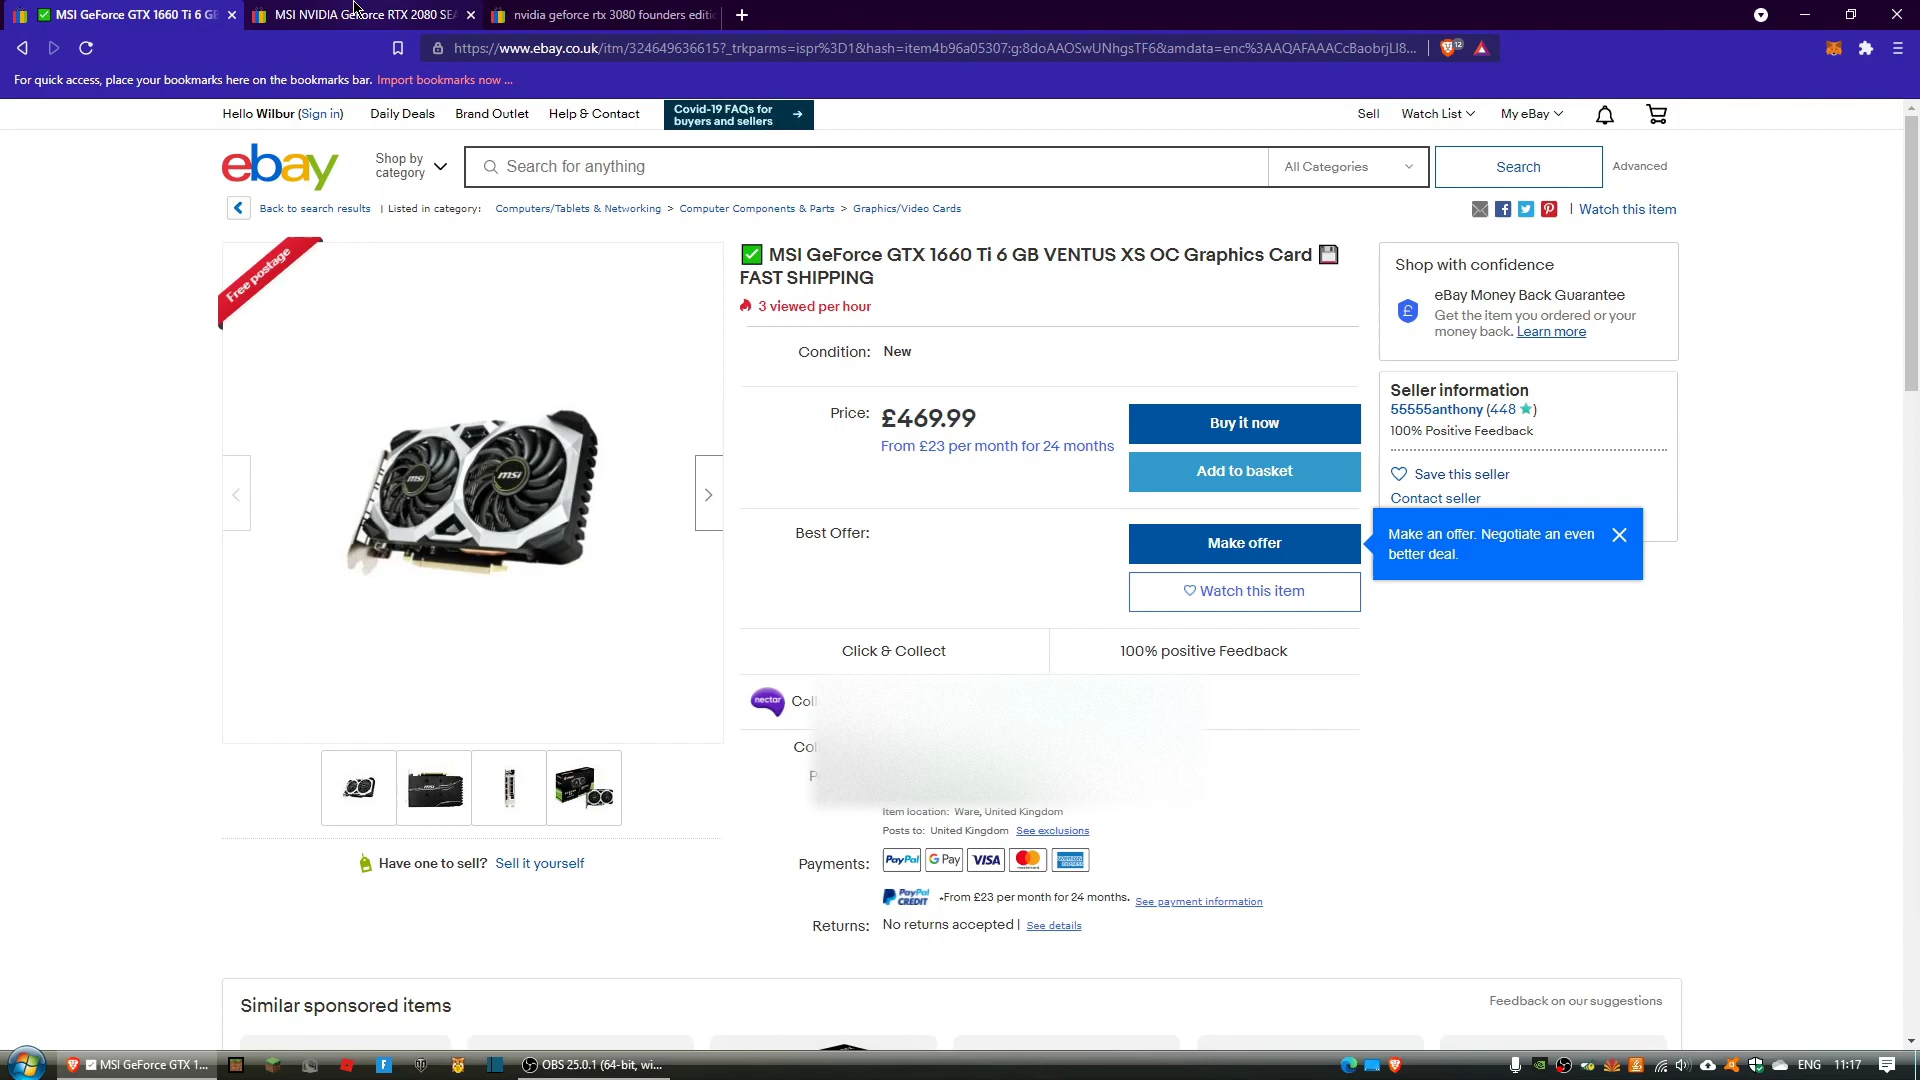 MSI GeForce GTX 1660 Ti 6 GB
MSI NVIDIA GeForce RTX 2080 SEA
nvidia geforce rtx 3080 founders editi
https://www.ebay.co.uk/itm/324649636615?_trkparms=ispr%3D1&hash=item4b96a05307:g:8doAAOSwUNhgsTF6&amdata=enc%3AAQAFAAACcBaobrjLI8...
12
For quick access, place your bookmarks here on the bookmarks bar. Import bookmarks now ...
Hello Wilbur (Sign in)
Daily Deals
Brand Outlet
Help & Contact
Covid-19 FAQs for
buyers and sellers
Sell
Watch List
My eBay
ebay
Shop by
category
Search for anything
All Categories
Search
Advanced
Back to search results | Listed in category: Computers/Tablets & Networking > Computer Components & Parts > Graphics/Video Cards
| Watch this item
Free postage
msi
msi
✅ MSI GeForce GTX 1660 Ti 6 GB VENTUS XS OC Graphics Card 💾
FAST SHIPPING
3 viewed per hour
Condition: New
Price: £469.99
From £23 per month for 24 months
Buy it now
Add to basket
Best Offer:
Make offer
Watch this item
Click & Collect
100% positive Feedback
nectar
Item location: Ware, United Kingdom
Posts to: United Kingdom See exclusions
Payments: PayPal G Pay VISA
PayPal
CREDIT
From £23 per month for 24 months. See payment information
Returns: No returns accepted | See details
Shop with confidence
eBay Money Back Guarantee
Get the item you ordered or your
money back. Learn more
Seller information
55555anthony (448 ★)
100% Positive Feedback
Save this seller
Contact seller
Make an offer. Negotiate an even
better deal.
Have one to sell? Sell it yourself
Similar sponsored items
Feedback on our suggestions
MSI GeForce GTX 1...
OBS 25.0.1 (64-bit, wi...
ENG
11:17